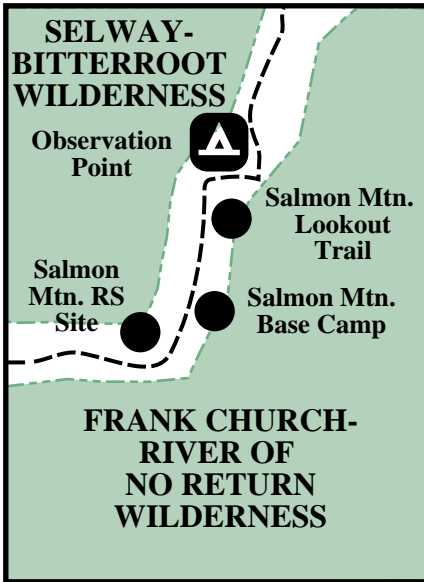 SELWAY-
BITTERROOT
WILDERNESS
Observation
Point
Salmon Mtn.
Lookout
Trail
Salmon
Mtn. RS
Site
Salmon Mtn.
Base Camp
FRANK CHURCH-
RIVER OF
NO RETURN
WILDERNESS